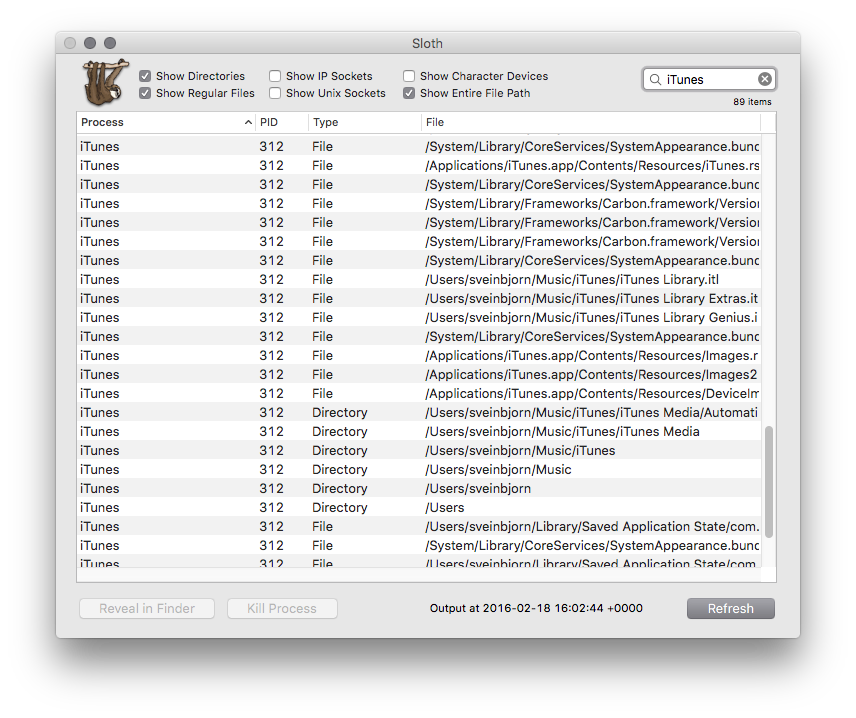 Sloth
Show Directories Show IP Sockets Show Character Devices
Show Regular Files Show Unix Sockets Show Entire File Path
iTunes
89 items
Process PID Type File
iTunes 312 File /System/Library/CoreServices/SystemAppearance.bund
iTunes 312 File /Applications/iTunes.app/Contents/Resources/iTunes.rs
iTunes 312 File /System/Library/CoreServices/SystemAppearance.bund
iTunes 312 File /System/Library/Frameworks/Carbon.framework/Version
iTunes 312 File /System/Library/Frameworks/Carbon.framework/Version
iTunes 312 File /System/Library/Frameworks/Carbon.framework/Version
iTunes 312 File /System/Library/CoreServices/SystemAppearance.bund
iTunes 312 File /Users/sveinbjorn/Music/iTunes/iTunes Library.itl
iTunes 312 File /Users/sveinbjorn/Music/iTunes/iTunes Library Extras.it
iTunes 312 File /Users/sveinbjorn/Music/iTunes/iTunes Library Genius.i
iTunes 312 File /System/Library/CoreServices/SystemAppearance.bund
iTunes 312 File /Applications/iTunes.app/Contents/Resources/Images.r
iTunes 312 File /Applications/iTunes.app/Contents/Resources/Images2
iTunes 312 File /Applications/iTunes.app/Contents/Resources/DeviceIm
iTunes 312 Directory /Users/sveinbjorn/Music/iTunes/iTunes Media/Automati
iTunes 312 Directory /Users/sveinbjorn/Music/iTunes/iTunes Media
iTunes 312 Directory /Users/sveinbjorn/Music/iTunes
iTunes 312 Directory /Users/sveinbjorn/Music
iTunes 312 Directory /Users/sveinbjorn
iTunes 312 Directory /Users
iTunes 312 File /Users/sveinbjorn/Library/Saved Application State/com.
iTunes 312 File /System/Library/CoreServices/SystemAppearance.bund
iTunes 312 File /Users/sveinbjorn/Library/Saved Application State/com
Reveal in Finder Kill Process Output at 2016-02-18 16:02:44 +0000 Refresh